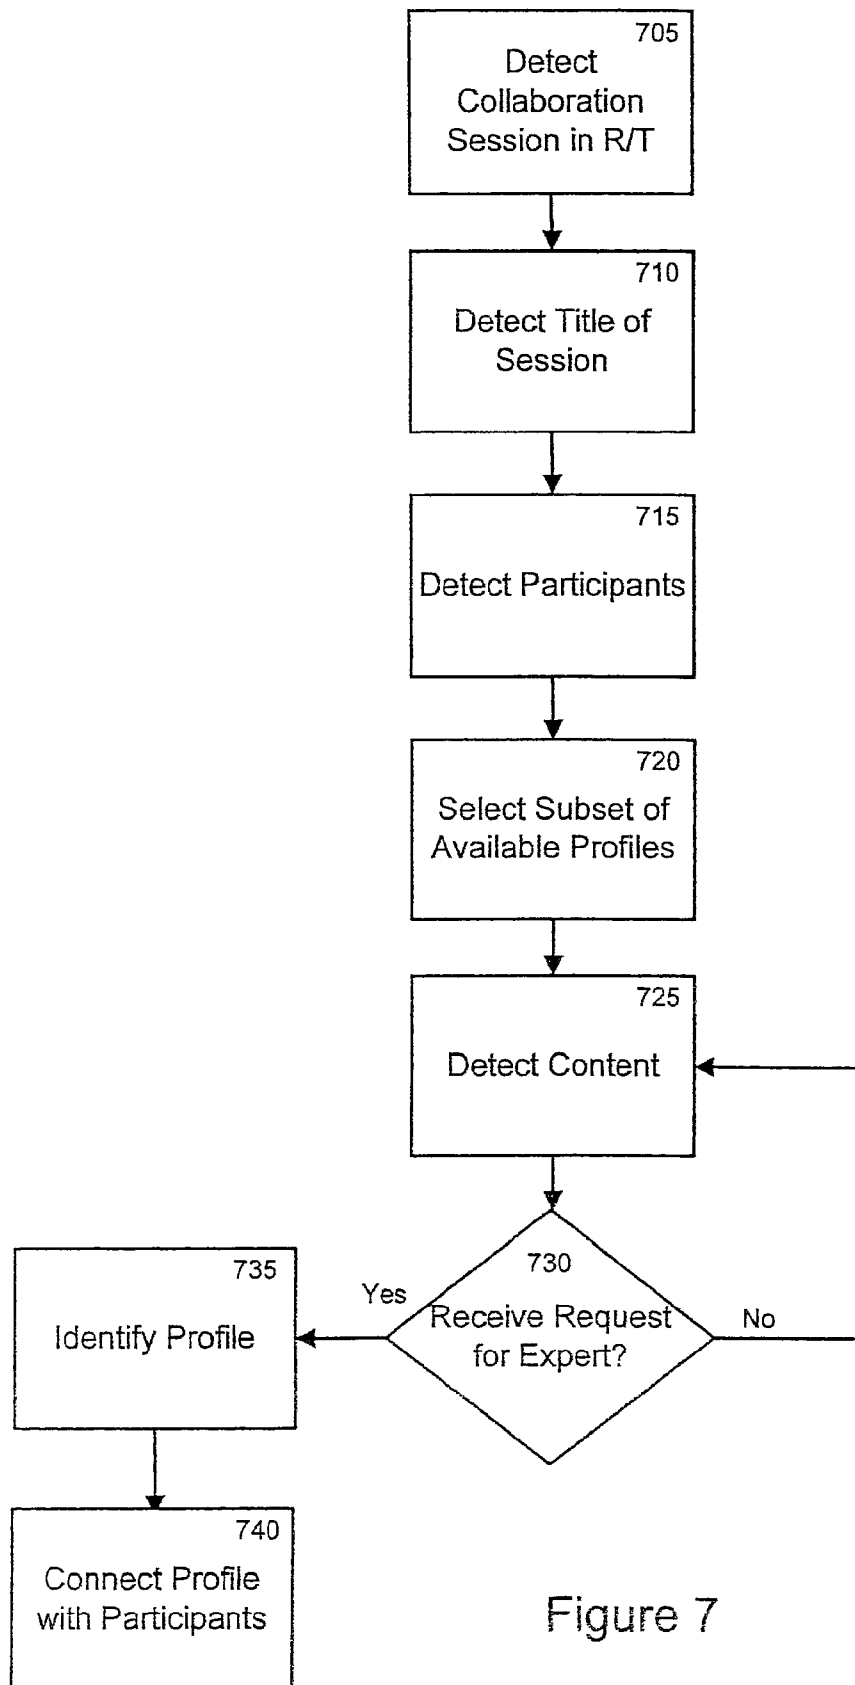 705
Detect
Collaboration
Session in R/T
710
Detect Title of
Session
715
Detect Participants
720
Select Subset of
Available Profiles
725
Detect Content
730
Receive Request
for Expert?
Yes
No
735
Identify Profile
740
Connect Profile
with Participants
Figure 7